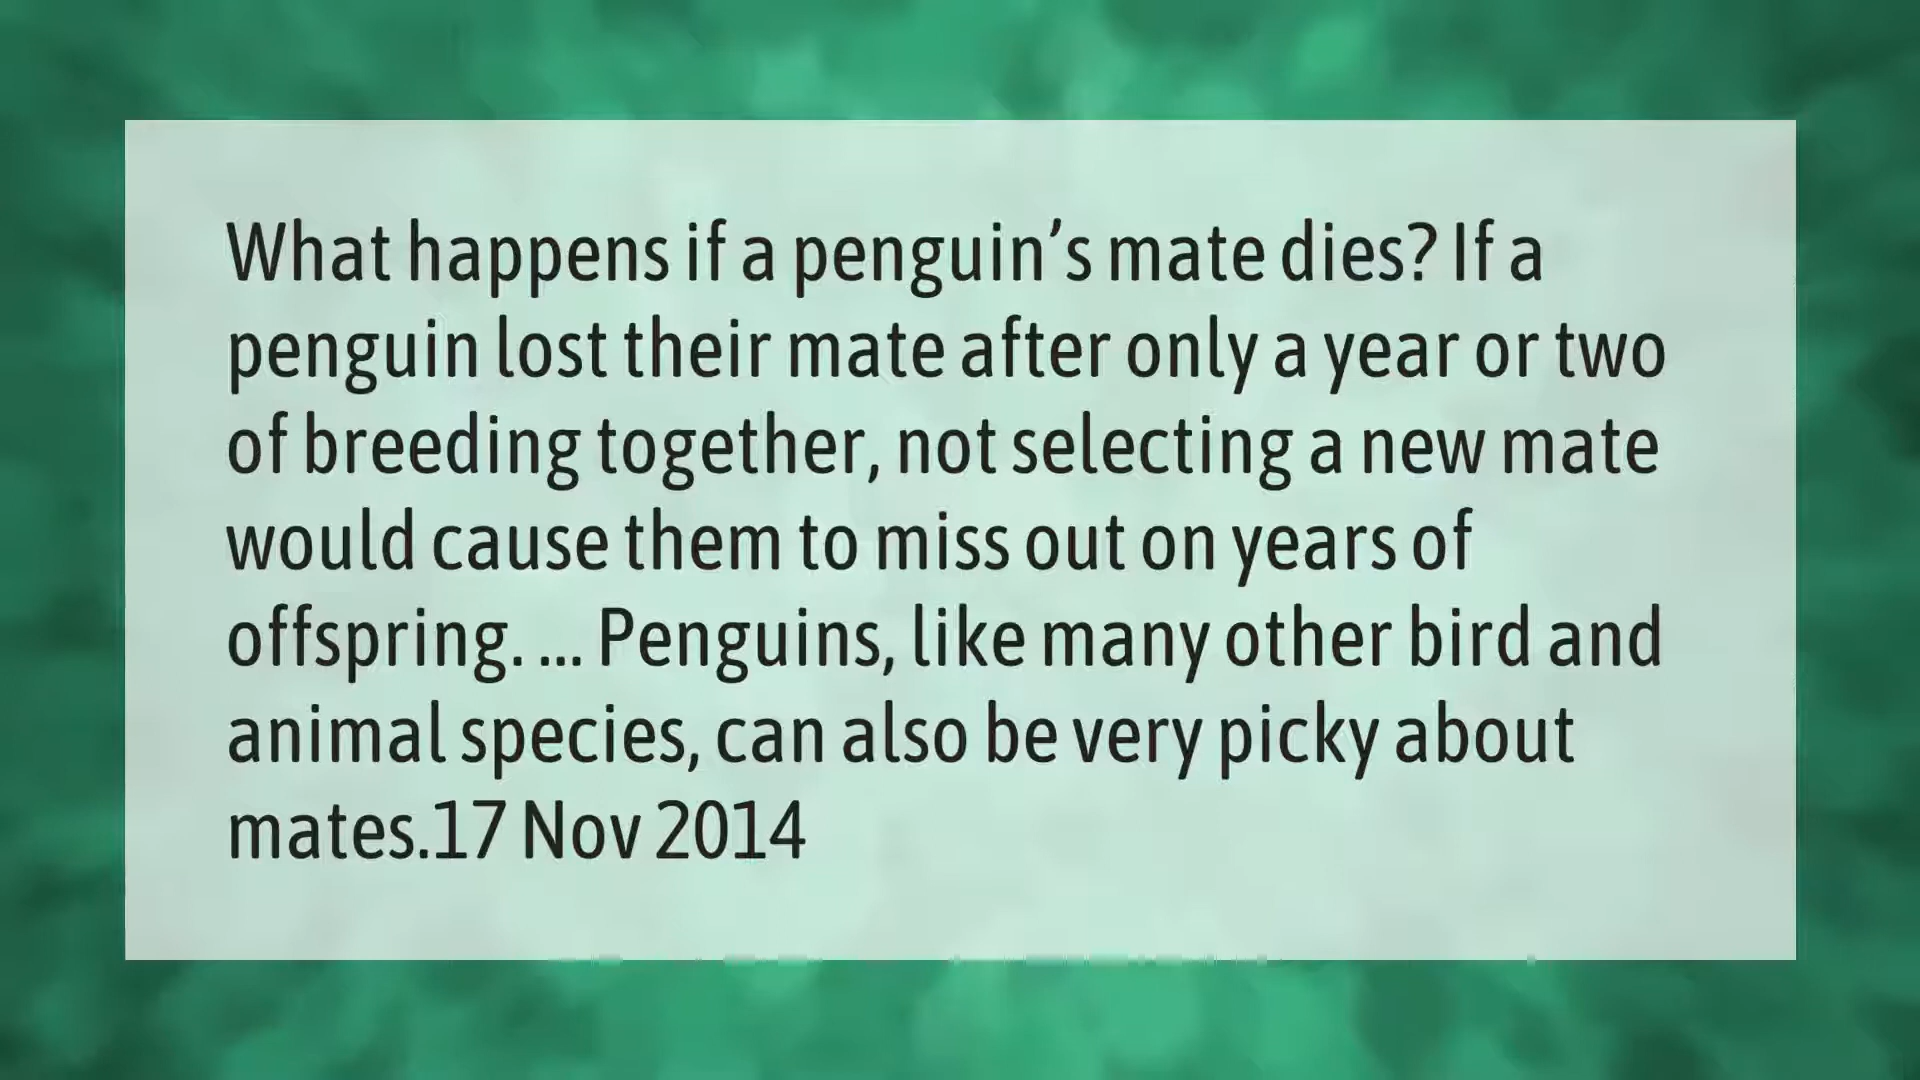 What happens if a penguin’s mate dies? If a
penguin lost their mate after only a year or two
of breeding together, not selecting a new mate
would cause them to miss out on years of
offspring. ... Penguins, like many other bird and
animal species, can also be very picky about
mates.17 Nov 2014